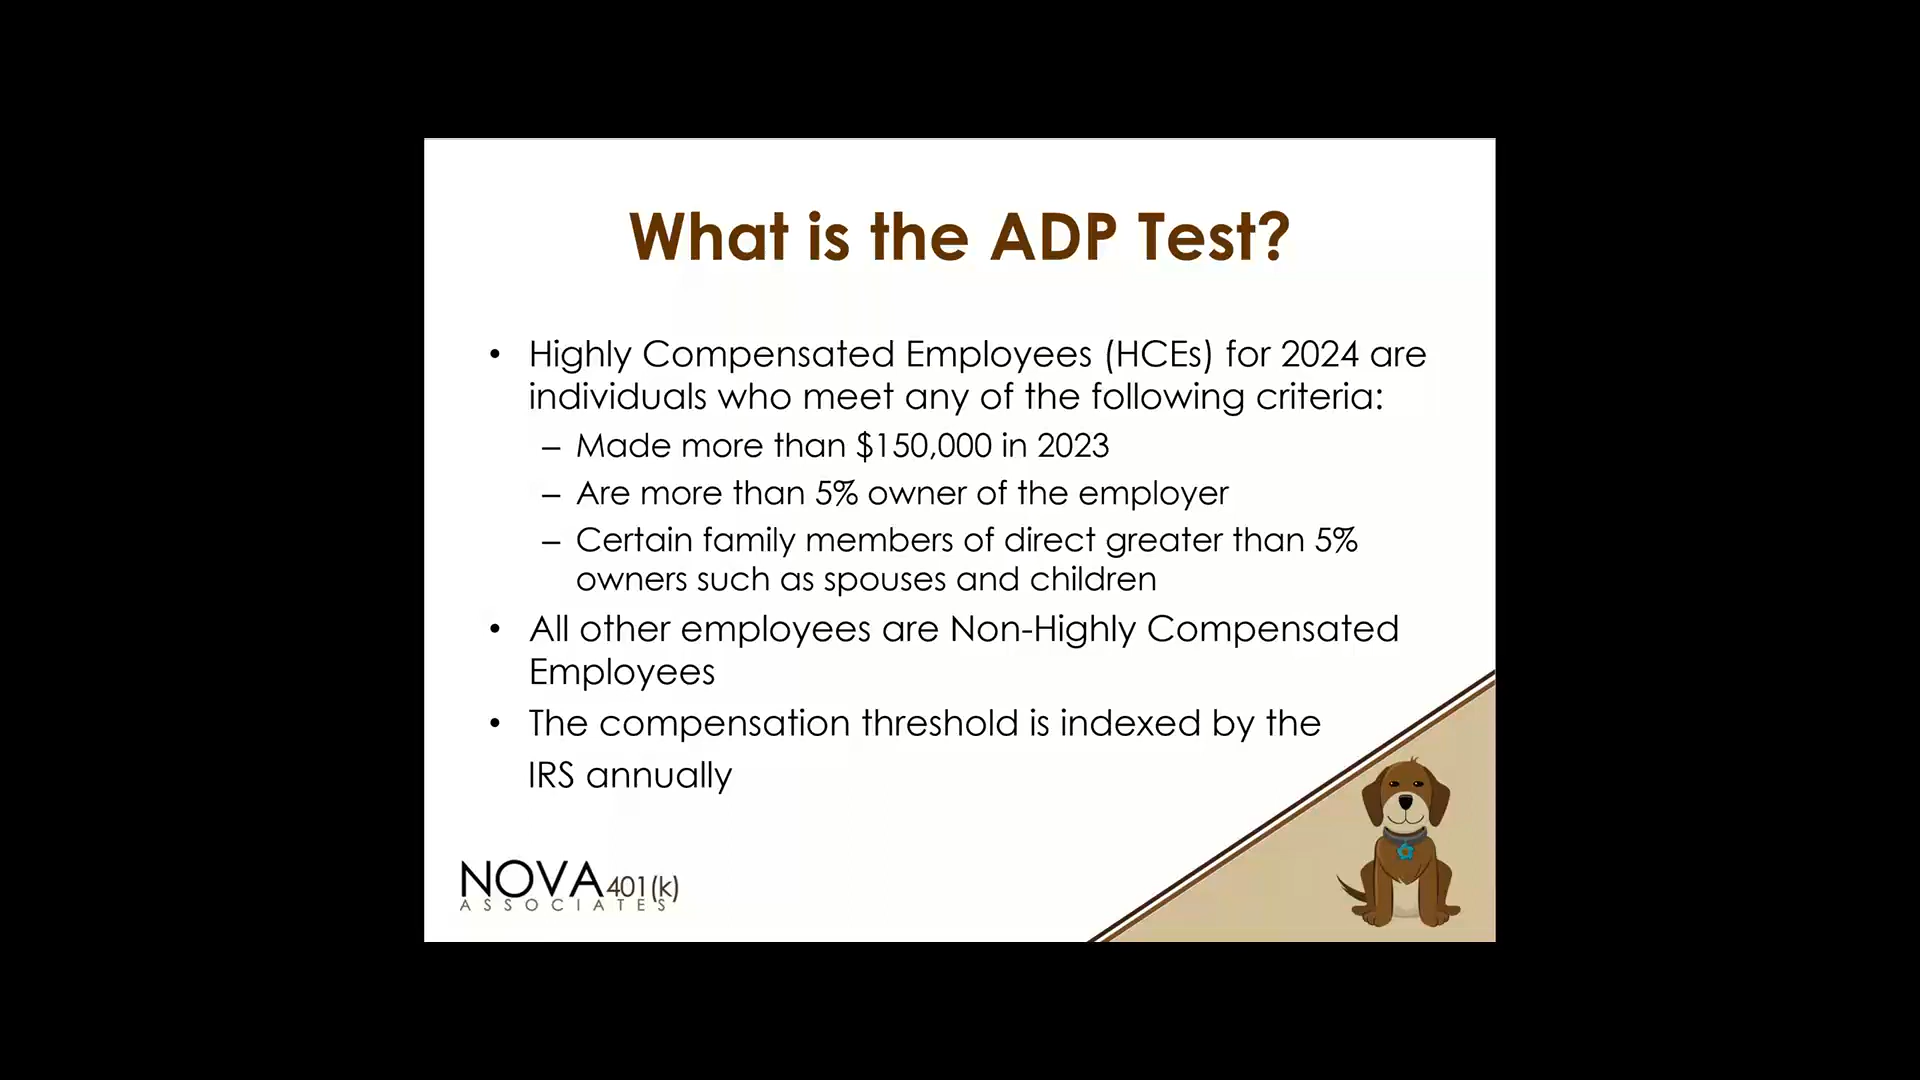 What is the ADP Test?
• Highly Compensated Employees (HCEs) for 2024 are
individuals who meet any of the following criteria:
– Made more than $150,000 in 2023
– Are more than 5% owner of the employer
– Certain family members of direct greater than 5%
owners such as spouses and children
• All other employees are Non-Highly Compensated
Employees
• The compensation threshold is indexed by the
IRS annually
NOVA 401(k)
ASSOCIATES